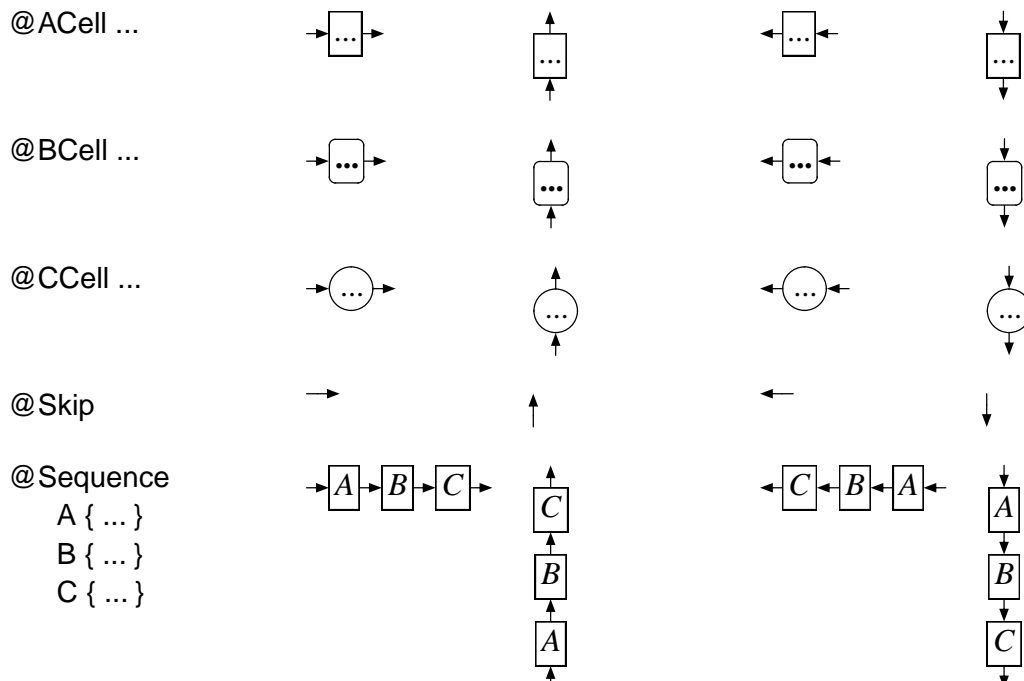 @ACell ... ... ... ... ...
@BCell ... ... ... ... ...
@CCell ... ... ... ... ...
@Skip
@Sequence A B C C C B A A
A { ... }
B { ... } B B
C { ... }
A C